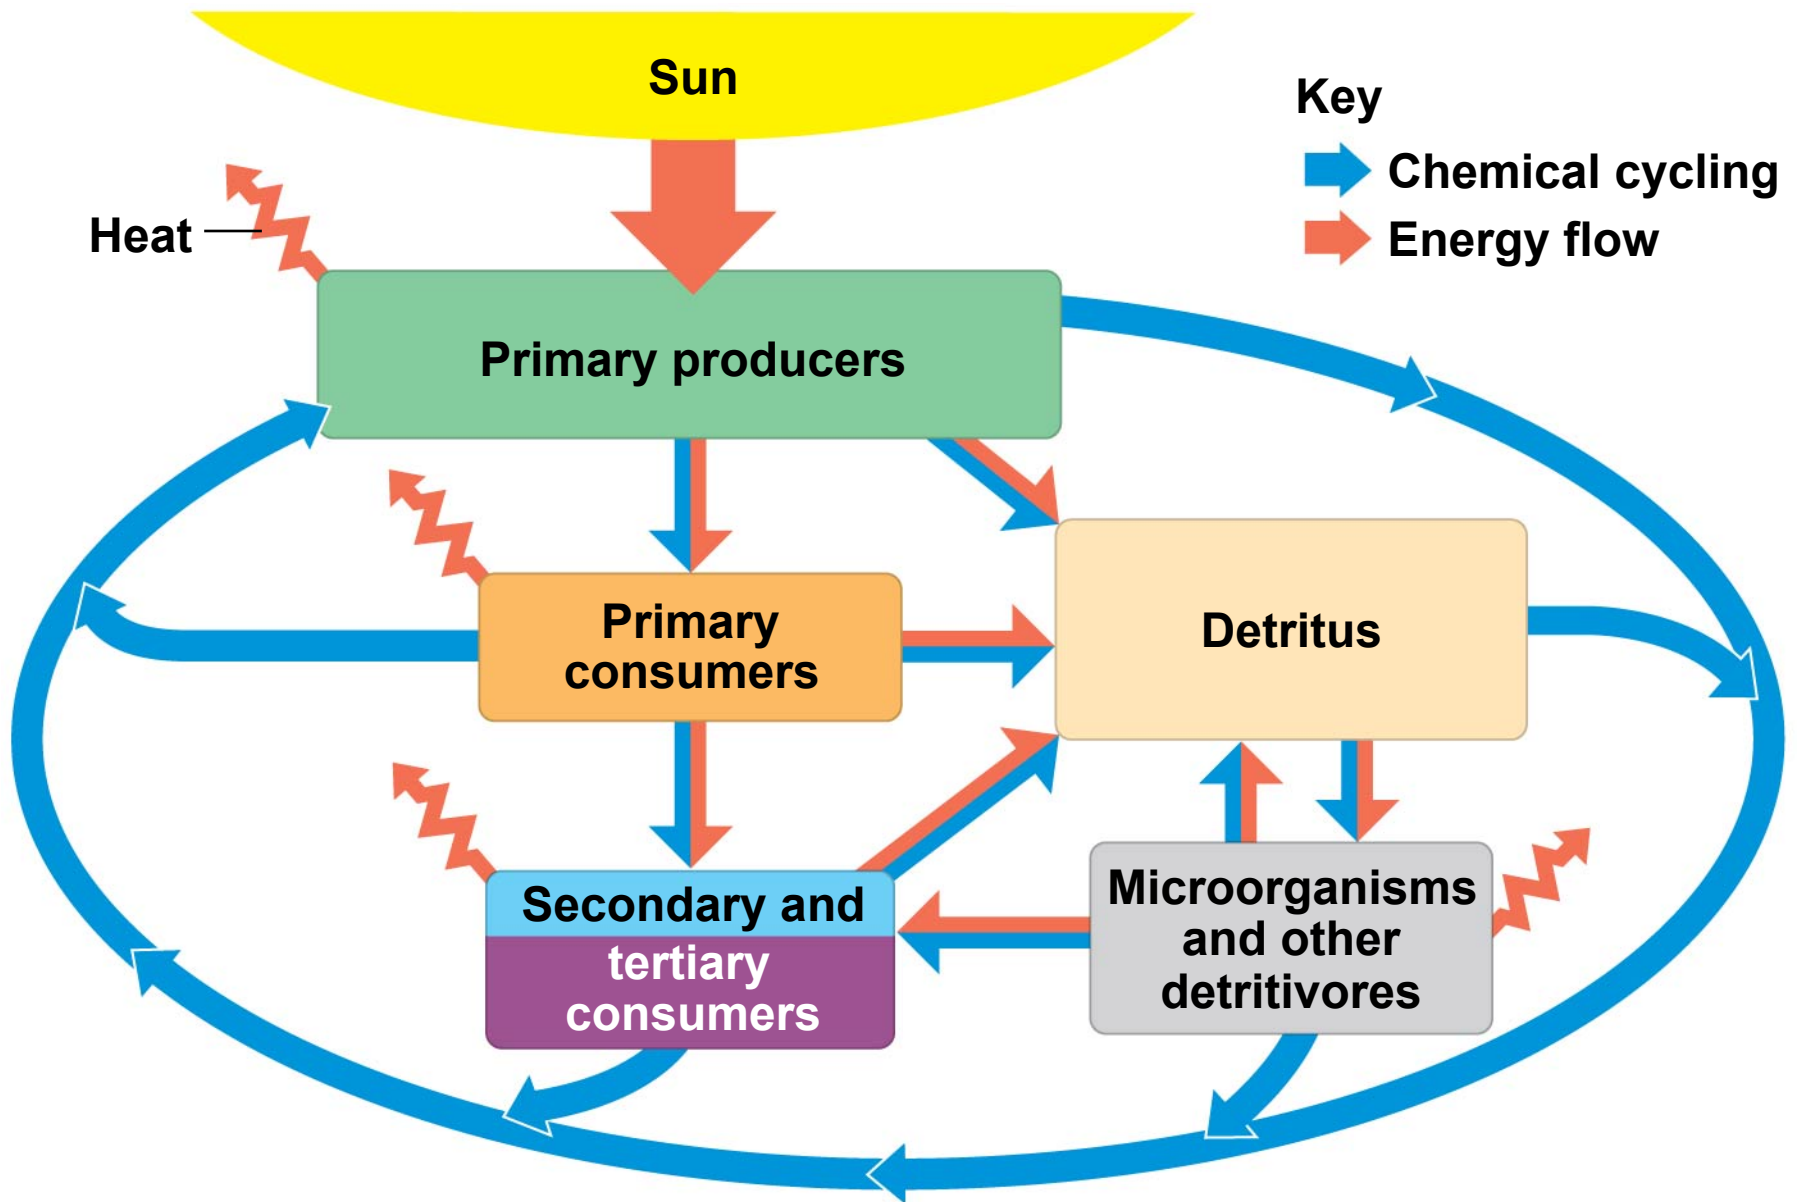 Sun
Key
Chemical cycling
Energy flow
Heat
Primary producers
Primary
consumers
Detritus
Secondary and
tertiary
consumers
Microorganisms
and other
detritivores